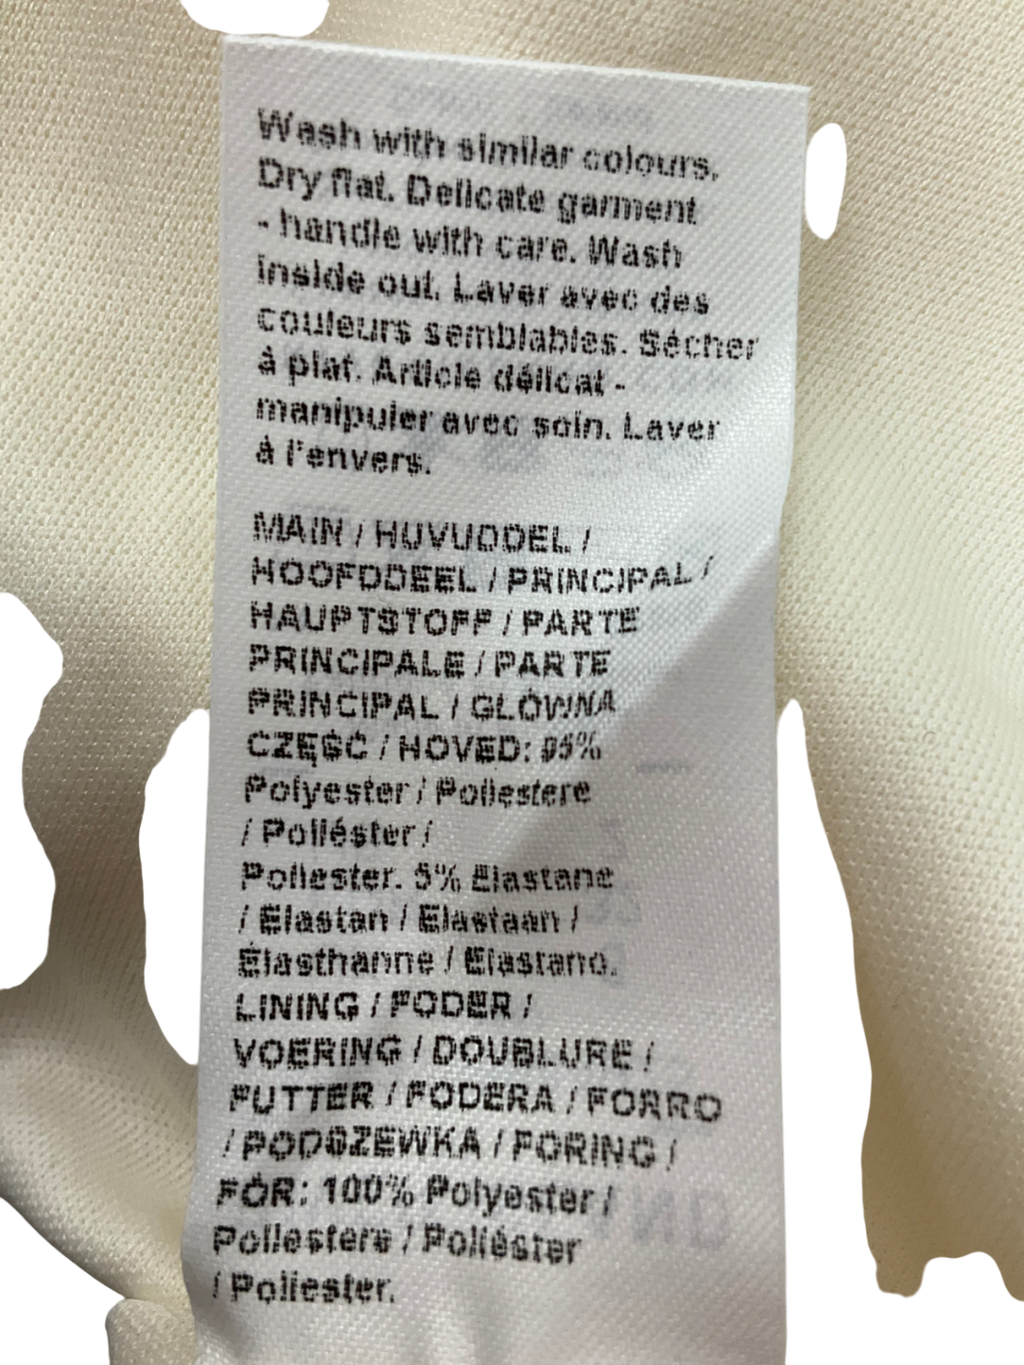 Wash with similar colours.
Dry flat. Delicate garment
- handle with care. Wash
inside out. Laver avec des
couleurs semblables. Sécher
à plat. Article délicat -
manipuler avec soin. Laver
à l'envers.
MAIN / HUVUDDEL /
HOOFDDEEL / PRINCIPAL /
HAUPTSTOFF / PARTE
PRINCIPALE / PARTE
PRINCIPAL / GŁÓWNA
CZĘŚĆ / HOVED: 95%
Polyester / Poliestere
/ Poliéster /
Poliester. 5% Elastane
/ Elastan / Elastaan /
Élasthanne / Elastano.
LINING / FODER /
VOERING / DOUBLURE /
FUTTER / FODERA / FORRO
/ PODSZEWKA / FORING /
FÓR: 100% Polyester /
Poliestere / Poliéster
/ Poliester.